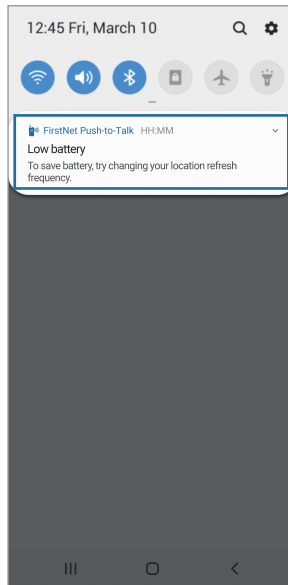 12:45 Fri, March 10
FirstNet Push-to-Talk HH:MM
Low battery
To save battery, try changing your location refresh
frequency.